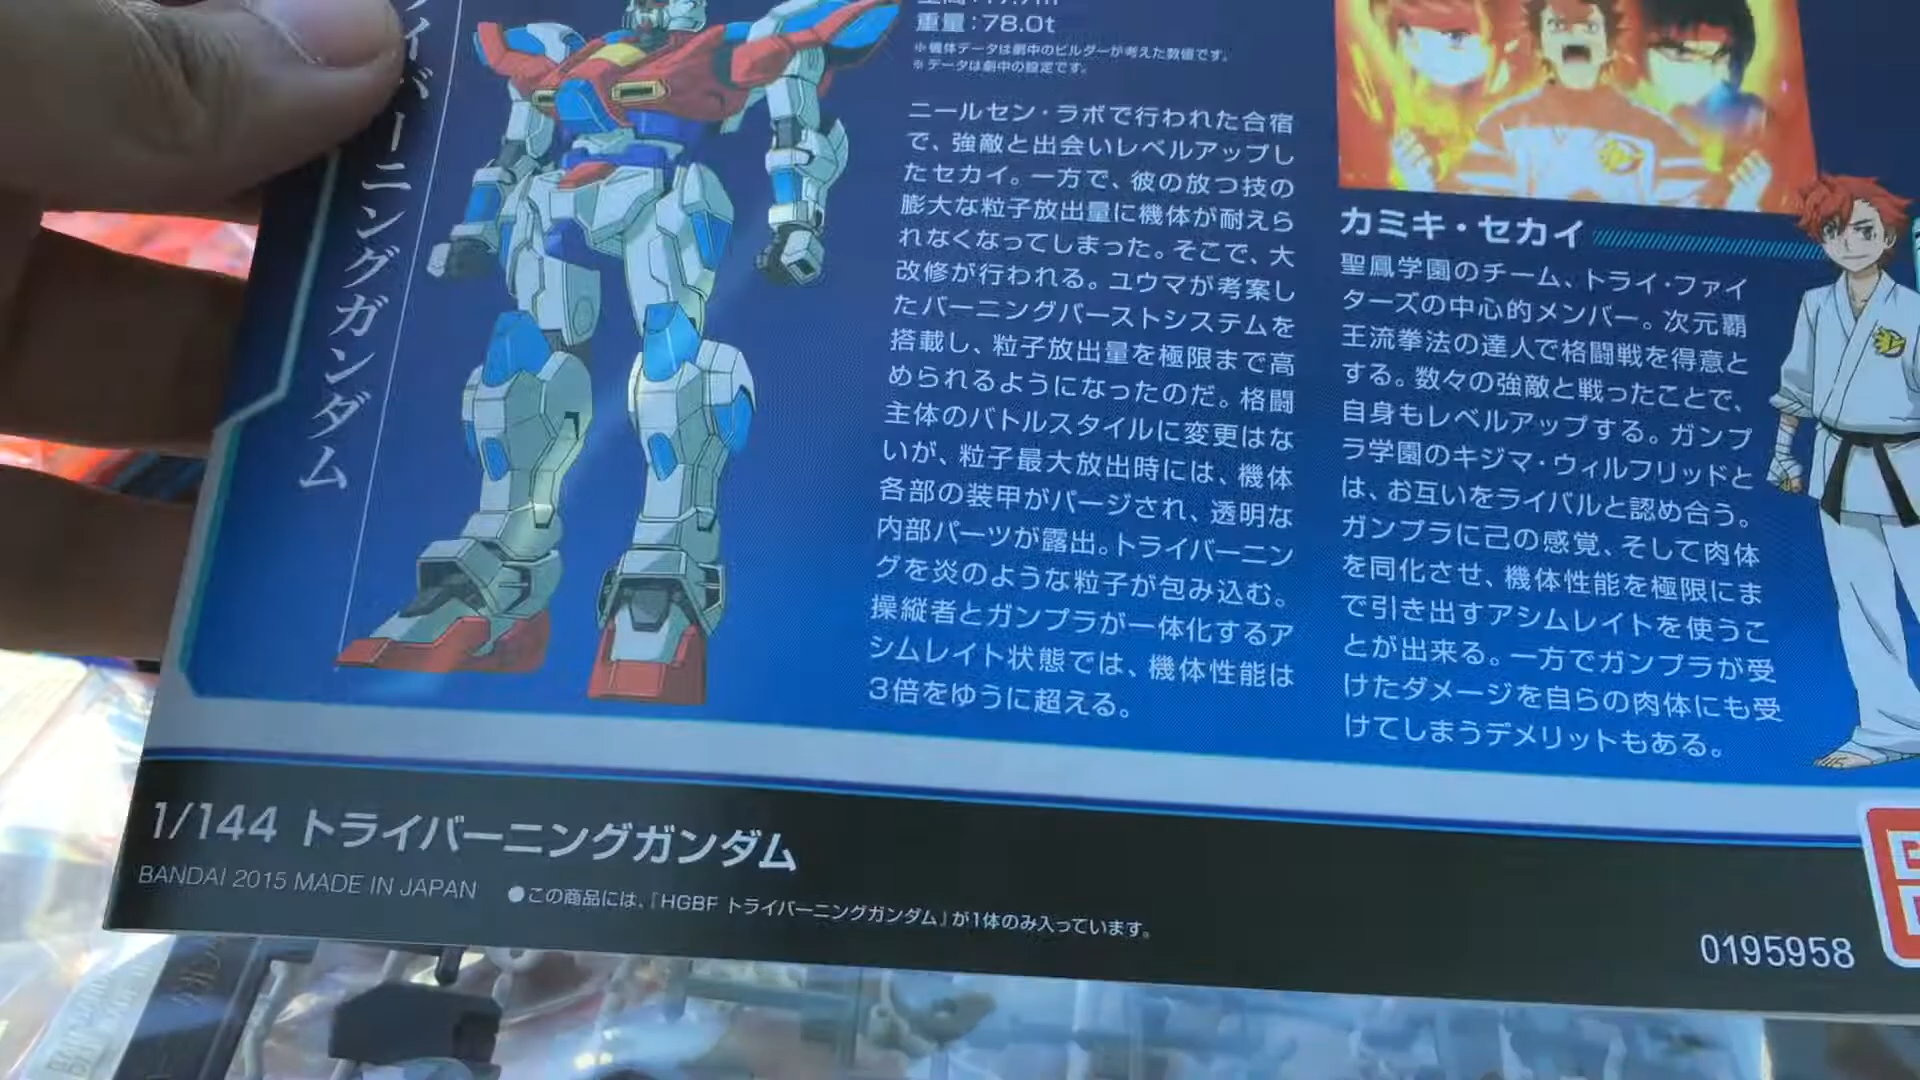 イバーニングガンダム
重量：78.0t
※機体データは劇中のビルダーが考えた数値です。
※データは劇中の設定です。
ニールセン・ラボで行われた合宿
で、強敵と出会いレベルアップし
たセカイ。一方で、彼の放つ技の
膨大な粒子放出量に機体が耐えら
れなくなってしまった。そこで、大
改修が行われる。ユウマが考案し
たバーニングバーストシステムを
搭載し、粒子放出量を極限まで高
められるようになったのだ。格闘
主体のバトルスタイルに変更はな
いが、粒子最大放出時には、機体
各部の装甲がパージされ、透明な
内部パーツが露出。トライバーニン
グを炎のような粒子が包み込む。
操縦者とガンプラが一体化するア
シムレイト状態では、機体性能は
3倍をゆうに超える。
カミキ・セカイ
聖鳳学園のチーム、トライ・ファイ
ターズの中心的メンバー。次元覇
王流拳法の達人で格闘戦を得意と
する。数々の強敵と戦ったことで、
自身もレベルアップする。ガンプ
ラ学園のキジマ・ウィルフリッドと
は、お互いをライバルと認め合う。
ガンプラに己の感覚、そして肉体
を同化させ、機体性能を極限にま
で引き出すアシムレイトを使うこ
とが出来る。一方でガンプラが受
けたダメージを自らの肉体にも受
けてしまうデメリットもある。
1/144 トライバーニングガンダム
BANDAI 2015 MADE IN JAPAN
●この商品には、『HGBF トライバーニングガンダム』が1体のみ入っています。
0195958